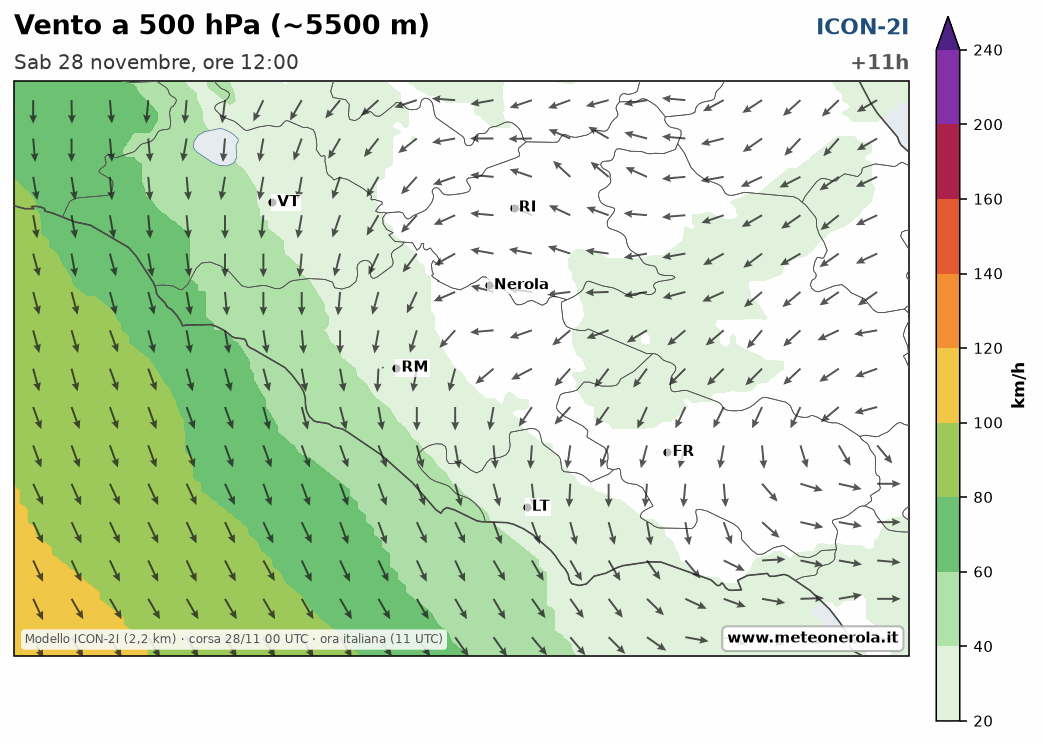 Vento a 500 hPa (~5500 m)
ICON-2I
Sab 28 novembre, ore 12:00
+11h
240
200
160
140
120
100
80
60
40
20
km/h
VT
RI
Nerola
RM
FR
LT
Modello ICON-2I (2,2 km) · corsa 28/11 00 UTC · ora italiana (11 UTC)
www.meteonerola.it